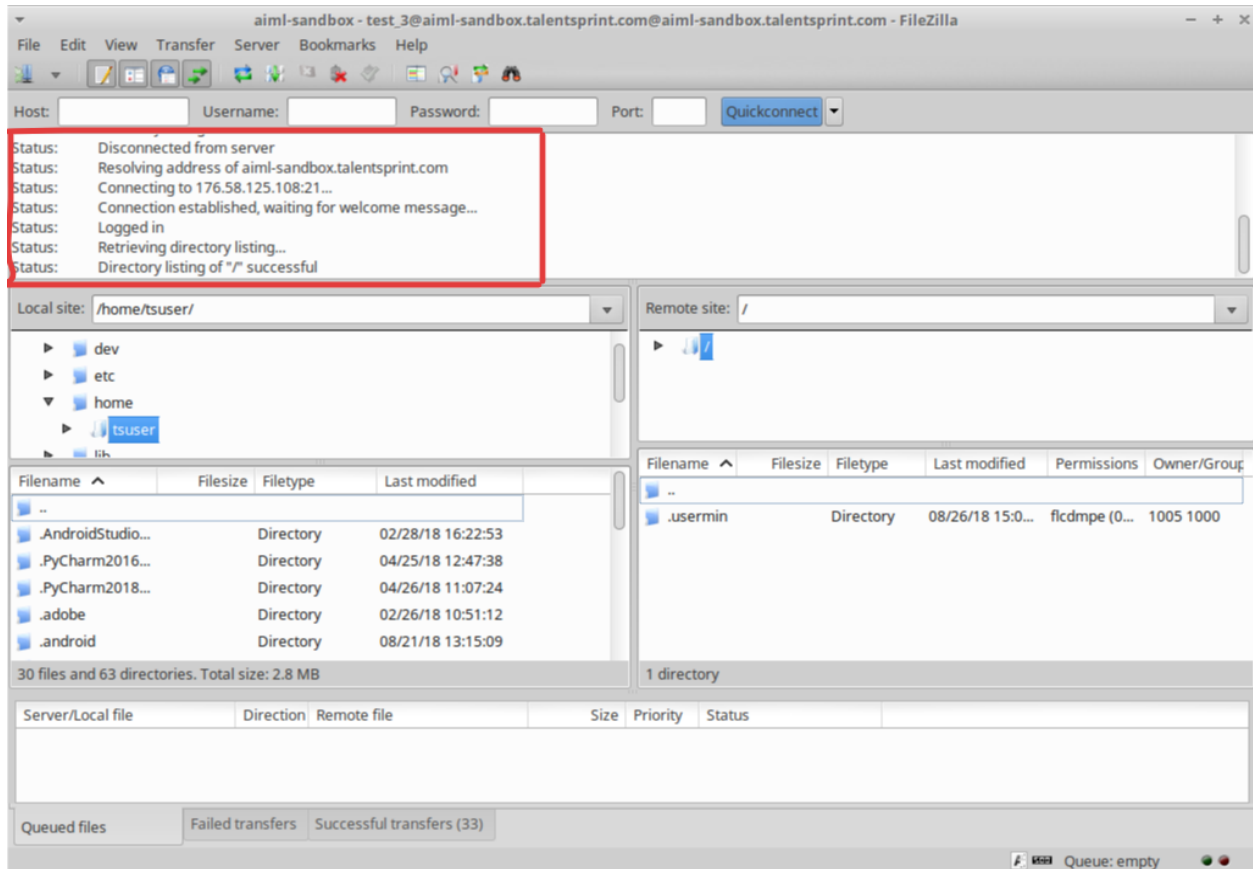 aiml-sandbox - test_3@aiml-sandbox.talentsprint.com@aiml-sandbox.talentsprint.com - FileZilla
File Edit View Transfer Server Bookmarks Help
Host: Username: Password: Port: Quickconnect
Status: Disconnected from server
Status: Resolving address of aiml-sandbox.talentsprint.com
Status: Connecting to 176.58.125.108:21...
Status: Connection established, waiting for welcome message...
Status: Logged in
Status: Retrieving directory listing...
Status: Directory listing of "/" successful
Local site: /home/tsuser/
dev
etc
home
tsuser
lib
Filename Filesize Filetype Last modified
..
.AndroidStudio... Directory 02/28/18 16:22:53
.PyCharm2016... Directory 04/25/18 12:47:38
.PyCharm2018... Directory 04/26/18 11:07:24
.adobe Directory 02/26/18 10:51:12
.android Directory 08/21/18 13:15:09
30 files and 63 directories. Total size: 2.8 MB
Remote site: /
/
Filename Filesize Filetype Last modified Permissions Owner/Group
..
.usermin Directory 08/26/18 15:0... flcdmpe (0... 1005 1000
1 directory
Server/Local file Direction Remote file Size Priority Status
Queued files Failed transfers Successful transfers (33)
Queue: empty